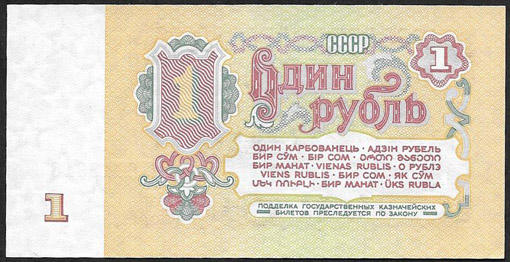 СССР
1
1
Один
рубль
ОДИН КАРБОВАНЕЦЬ • АДЗІН РУБЕЛЬ
БИР СЎМ • БІР СОМ • ᲔᲠᲗᲘ ᲛᲐᲜᲔᲗᲘ
БИР МАНАТ • VIENAS RUBLIS • О РУБЛЭ
VIENS RUBLIS • БИР СОМ • ЯК СЎМ
ՄԵԿ ՌՈՒԲԼԻ • БИР МАНАТ • ÜKS RUBLA
1
ПОДДЕЛКА ГОСУДАРСТВЕННЫХ КАЗНАЧЕЙСКИХ
БИЛЕТОВ ПРЕСЛЕДУЕТСЯ ПО ЗАКОНУ